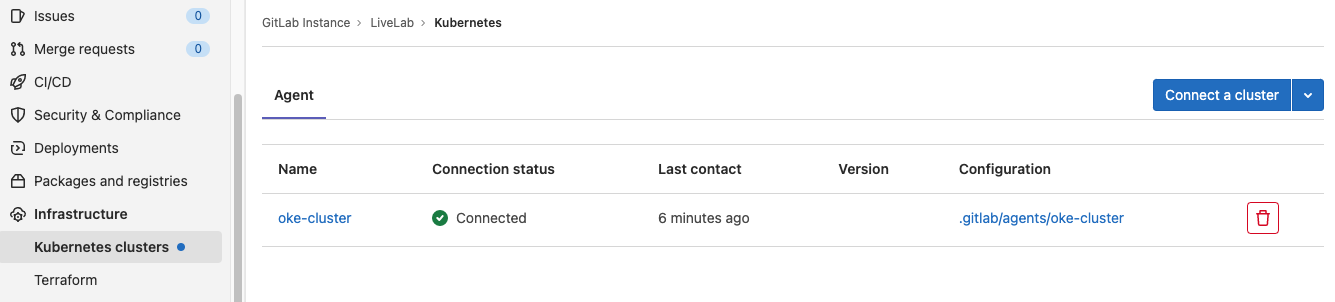 Issues 0
Merge requests 0
CI/CD
Security & Compliance
Deployments
Packages and registries
Infrastructure
Kubernetes clusters
Terraform
GitLab Instance › LiveLab › Kubernetes
Agent
Connect a cluster
Name Connection status Last contact Version Configuration
oke-cluster Connected 6 minutes ago .gitlab/agents/oke-cluster